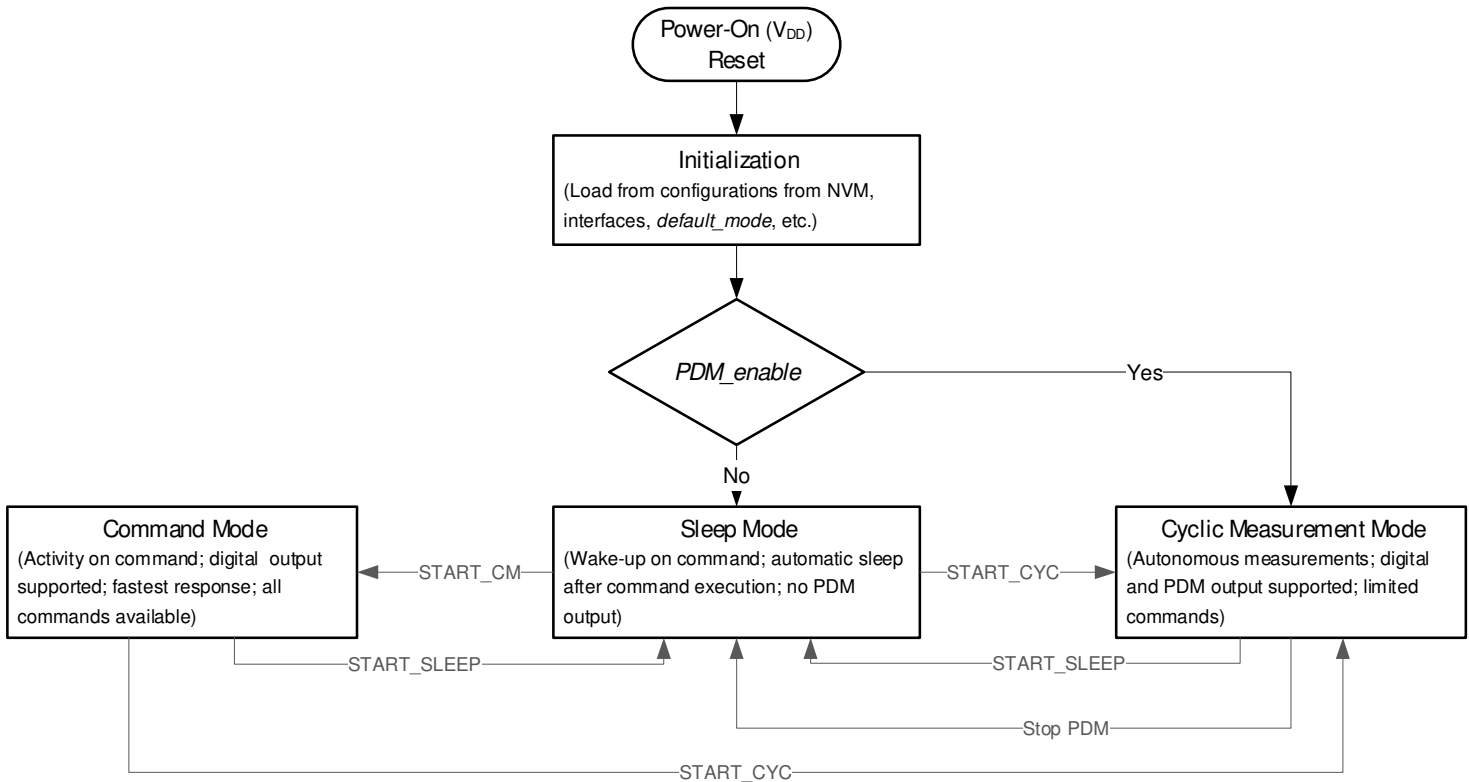 Power-On (VDD)
Reset
Initialization
(Load from configurations from NVM,
interfaces, default_mode, etc.)
PDM_enable
Yes
No
Command Mode
(Activity on command; digital output
supported; fastest response; all
commands available)
START_CM
Sleep Mode
(Wake-up on command; automatic sleep
after command execution; no PDM
output)
START_CYC
Cyclic Measurement Mode
(Autonomous measurements; digital
and PDM output supported; limited
commands)
START_SLEEP
START_SLEEP
Stop PDM
START_CYC